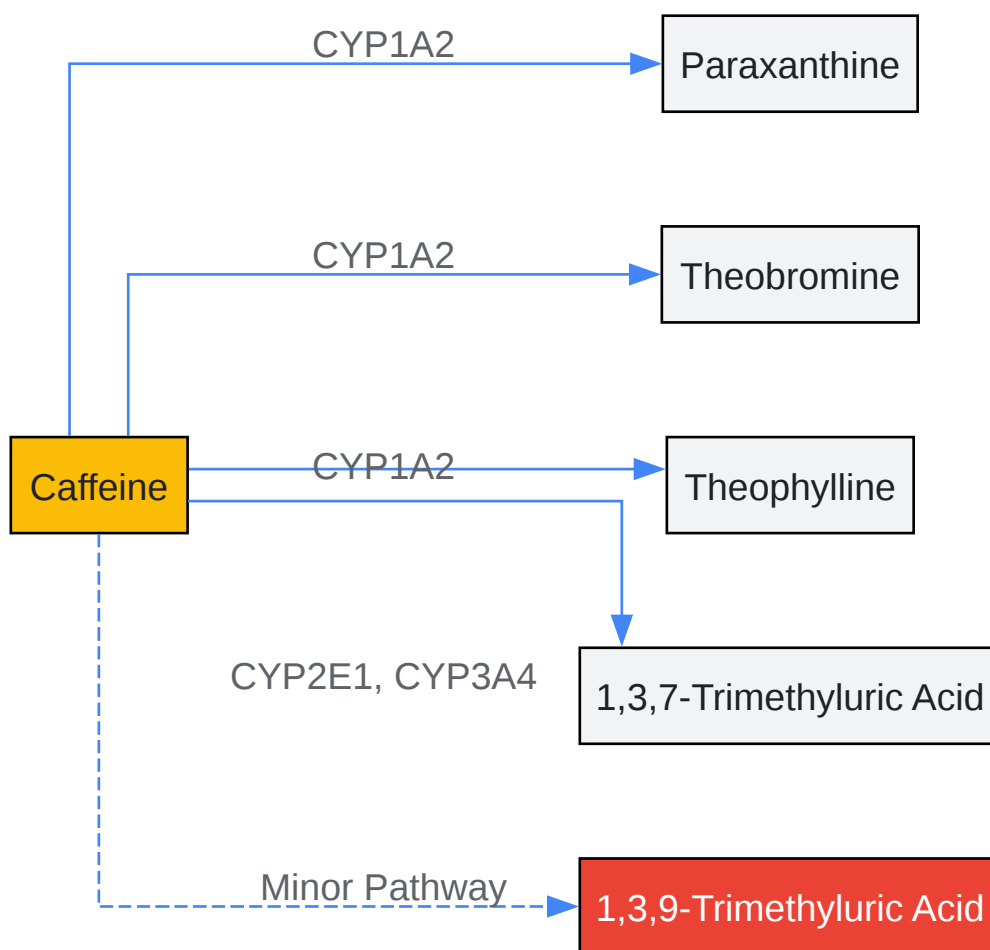 CYP1A2
Paraxanthine
CYP1A2
Theobromine
Caffeine
CYP1A2
Theophylline
CYP2E1, CYP3A4
1,3,7-Trimethyluric Acid
Minor Pathway
1,3,9-Trimethyluric Acid